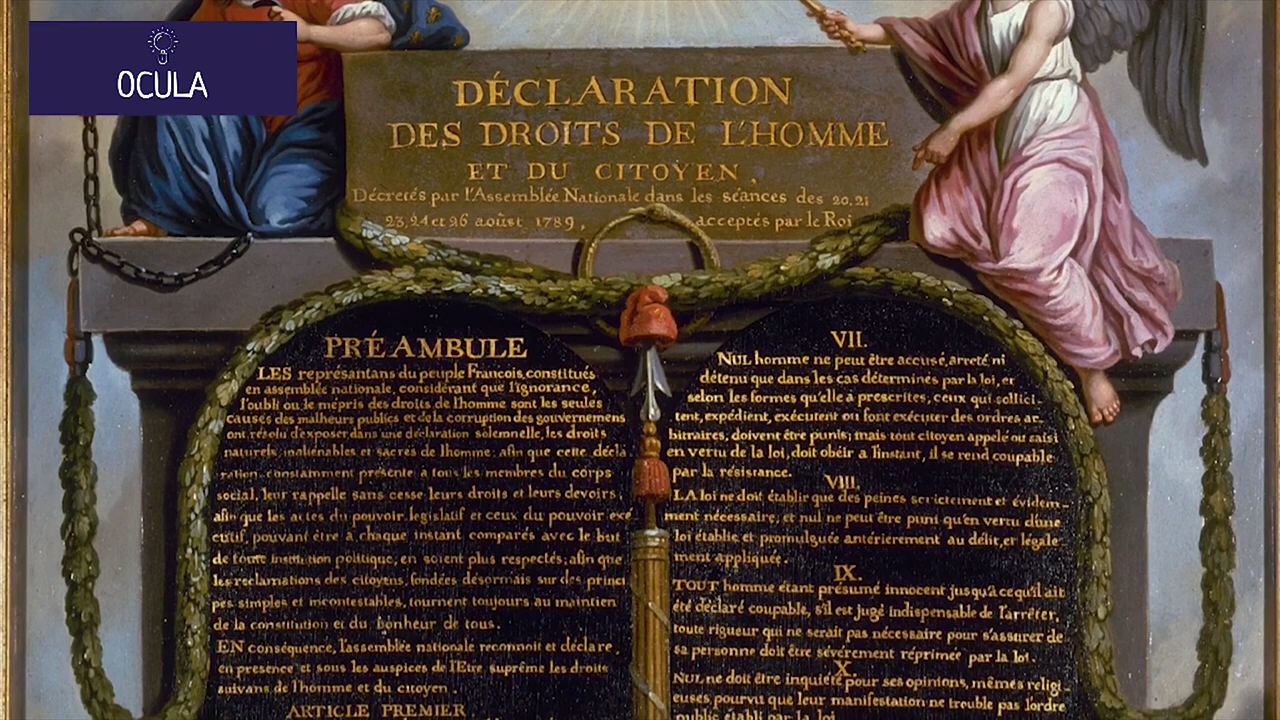 OCULA
DÉCLARATION
DES DROITS DE L'HOMME
ET DU CITOYEN,
Décretés par l'Assemblée Nationale dans les séances des 20, 21
23, 24 et 26 août 1789, acceptés par le Roi
PRÉAMBULE
LES représantans du peuple Francois, constitués
en assemblée nationale, considérant que l'ignorance,
l'oubli ou le mépris des droits de l'homme sont les seules
causes des malheurs publics et de la corruption des gouvernemens
ont résolu d'exposer dans une déclaration solemnelle, les droits
naturels, inaliénables et sacrés de l'homme; afin que cette décla
ration, constamment présente à tous les membres du corps
social, leur rappelle sans cesse leurs droits et leurs devoirs,
afin que les actes du pouvoir legislatif et ceux du pouvoir exé
cutif, pouvant être à chaque instant comparés avec le but
de toute institution politique, en soient plus respectés; afin que
les reclamations des citoyens, fondées désormais sur des princi
pes simples et incontestables, tournent toujours au maintien
de la constitution et du bonheur de tous.
EN conséquence, l'assemblée nationale reconnoit et déclare,
en presence et sous les auspices de l'Etre suprême les droits
suivans de l'homme et du citoyen.
ARTICLE PREMIER
VII.
NUL homme ne peut être accusé, arreté ni
détenu que dans les cas déterminés par la loi, et
selon les formes qu'elle a prescrites, ceux qui sollici-
tent, expédient, exécutent ou font exécuter des ordres ar-
bitraires, doivent être punis; mais tout citoyen appelé ou saisi
en vertu de la loi, doit obéir a l'instant, il se rend coupable
par la résistance.
VIII.
LA loi ne doit établir que des peines strictement et évidem-
ment nécessaire, et nul ne peut être puni qu'en vertu d'une
loi établie et promulguée antérierement au délit, et légale
ment appliquée.
IX.
TOUT homme étant présumé innocent jusqu'a ce qu'il ait
été déclaré coupable, s'il est jugé indispensable de l'arrêter,
toute rigueur qui ne serait pas nécessaire pour s'assurer de
sa personne doit être sévèrement réprimée par la loi.
X.
NUL ne doit être inquiété pour ses opinions, mêmes religi-
euses, pourvu que leur manifestation ne trouble pas l'ordre
public établi par la loi